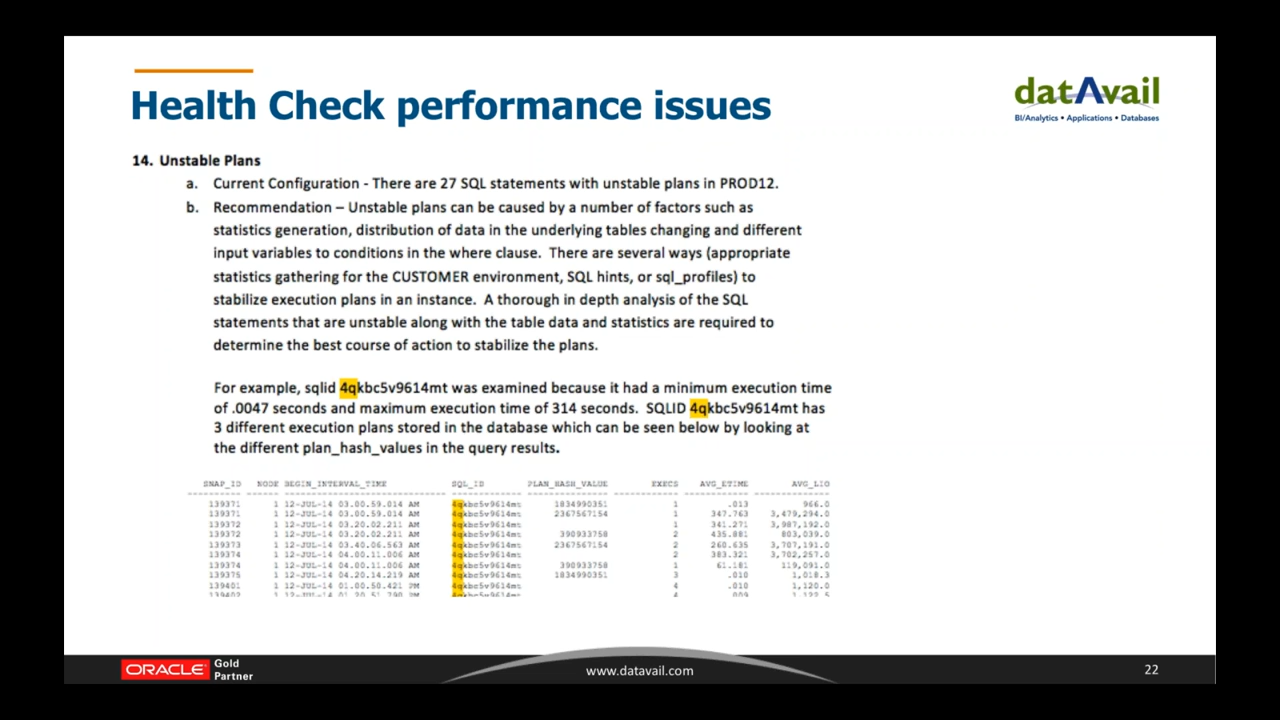 Health Check performance issues
datAvail
BI/Analytics • Applications • Databases
14. Unstable Plans
a. Current Configuration - There are 27 SQL statements with unstable plans in PROD12.
b. Recommendation – Unstable plans can be caused by a number of factors such as
statistics generation, distribution of data in the underlying tables changing and different
input variables to conditions in the where clause. There are several ways (appropriate
statistics gathering for the CUSTOMER environment, SQL hints, or sql_profiles) to
stabilize execution plans in an instance. A thorough in depth analysis of the SQL
statements that are unstable along with the table data and statistics are required to
determine the best course of action to stabilize the plans.
For example, sqlid 4qkbc5v9614mt was examined because it had a minimum execution time
of .0047 seconds and maximum execution time of 314 seconds. SQLID 4qkbc5v9614mt has
3 different execution plans stored in the database which can be seen below by looking at
the different plan_hash_values in the query results.
SNAP_ID NODE BEGIN_INTERVAL_TIME SQL_ID PLAN_HASH_VALUE EXECS AVG_ETIME AVG_LIO
139371 1 12-JUL-14 03.00.59.014 AM 4qkbc5v9614mt 1834990351 1 .013 966.0
139371 1 12-JUL-14 03.00.59.014 AM 4qkbc5v9614mt 2367567154 1 347.763 3,479,294.0
139372 1 12-JUL-14 03.20.02.211 AM 4qkbc5v9614mt 1 341.271 3,987,192.0
139372 1 12-JUL-14 03.20.02.211 AM 4qkbc5v9614mt 390933758 2 435.881 803,039.0
139373 1 12-JUL-14 03.40.06.563 AM 4qkbc5v9614mt 2367567154 2 260.635 3,707,191.0
139374 1 12-JUL-14 04.00.11.006 AM 4qkbc5v9614mt 2 383.321 3,702,257.0
139374 1 12-JUL-14 04.00.11.006 AM 4qkbc5v9614mt 390933758 1 61.181 119,091.0
139375 1 12-JUL-14 04.20.14.219 AM 4qkbc5v9614mt 1834990351 3 .010 1,018.3
139401 1 12-JUL-14 01.00.50.421 PM 4qkbc5v9614mt 4 .010 1,120.0
139402 1 12-JUL-14 01.20.51.790 PM 4qkbc5v9614mt 4 .009 1,122.5
ORACLE Gold
Partner
www.datavail.com
22